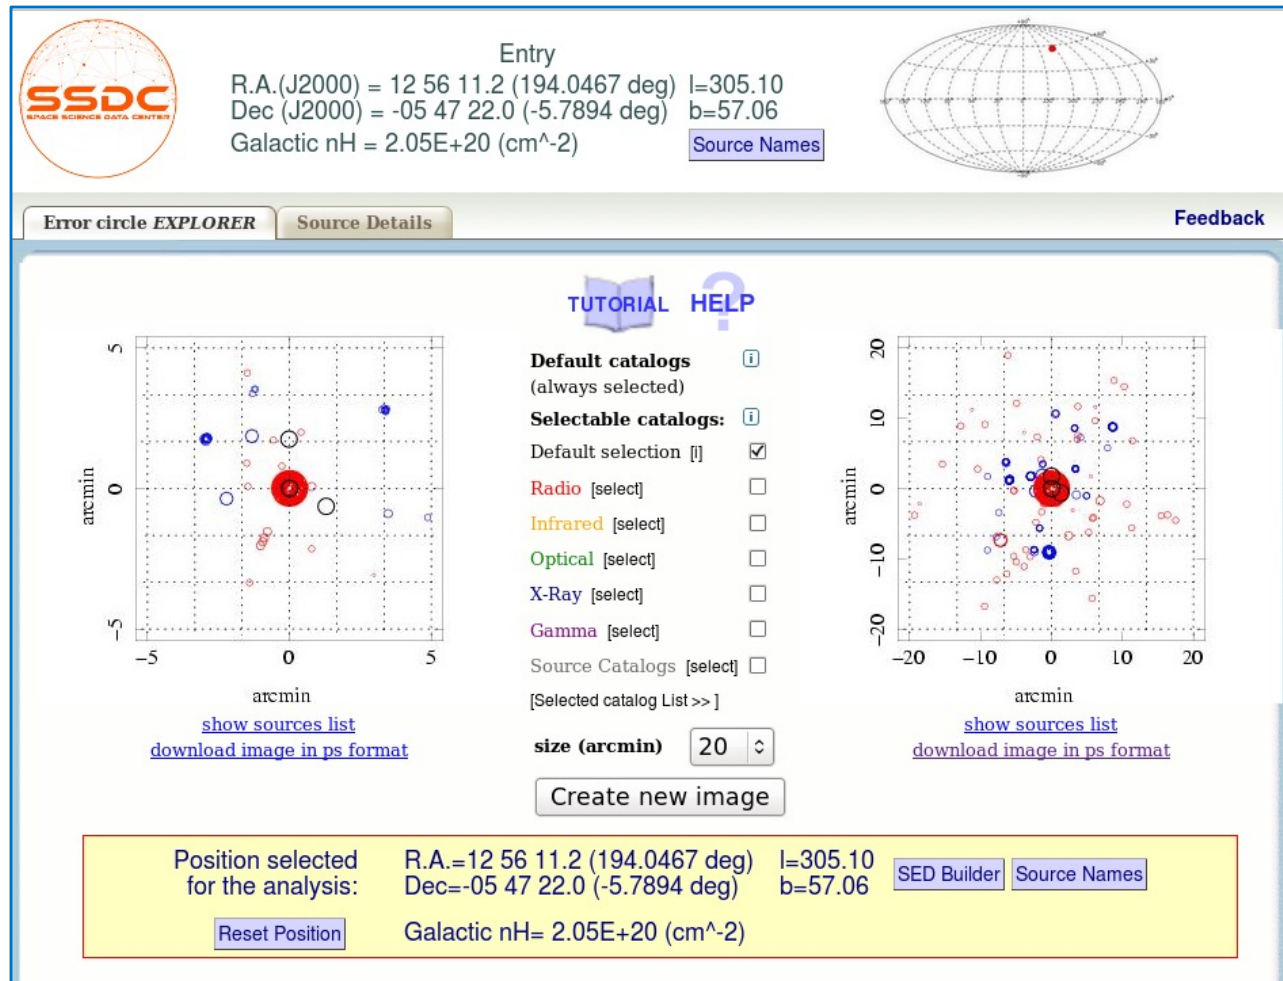 SSDC
SPACE SCIENCE DATA CENTER
Entry
R.A.(J2000) = 12 56 11.2 (194.0467 deg) l=305.10
Dec (J2000) = -05 47 22.0 (-5.7894 deg) b=57.06
Galactic nH = 2.05E+20 (cm^-2)
Source Names
Error circle EXPLORER
Source Details
Feedback
TUTORIAL
HELP
?
5
0
-5
arcmin
-5 0 5
arcmin
show sources list
download image in ps format
Default catalogs [i]
(always selected)
Selectable catalogs: [i]
Default selection [i]
Radio [select]
Infrared [select]
Optical [select]
X-Ray [select]
Gamma [select]
Source Catalogs [select]
[Selected catalog List >> ]
size (arcmin) 20
Create new image
20
10
0
-10
-20
arcmin
-20 -10 0 10 20
arcmin
show sources list
download image in ps format
Position selected
for the analysis:
R.A.=12 56 11.2 (194.0467 deg) l=305.10
Dec=-05 47 22.0 (-5.7894 deg) b=57.06
SED Builder
Source Names
Reset Position
Galactic nH= 2.05E+20 (cm^-2)